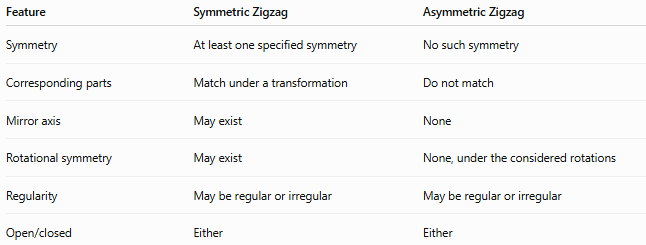 Feature Symmetric Zigzag Asymmetric Zigzag
Symmetry At least one specified symmetry No such symmetry
Corresponding parts Match under a transformation Do not match
Mirror axis May exist None
Rotational symmetry May exist None, under the considered rotations
Regularity May be regular or irregular May be regular or irregular
Open/closed Either Either